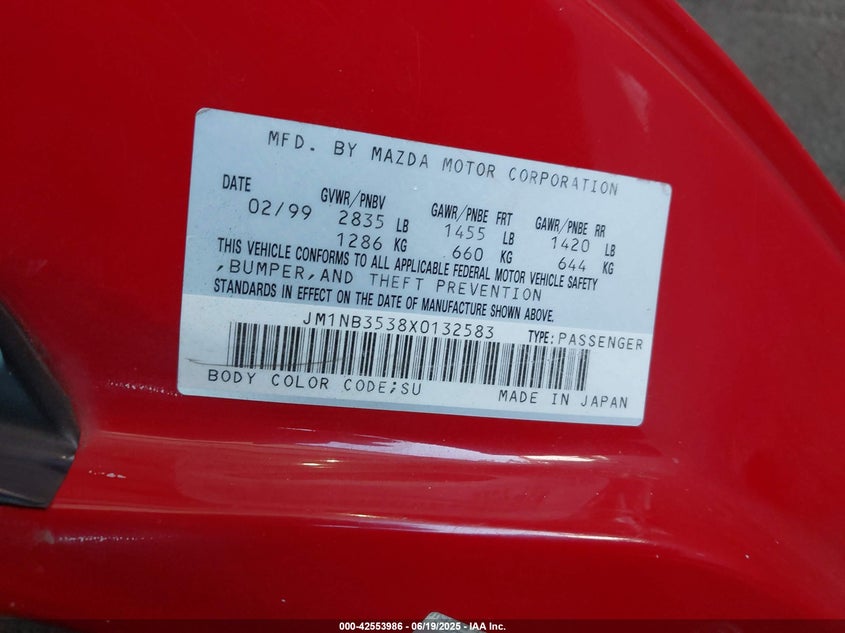 MFD. BY MAZDA MOTOR CORPORATION
DATE GVWR/PNBV GAWR/PNBE FRT GAWR/PNBE RR
02/99 2835 LB 1455 LB 1420 LB
1286 KG 660 KG 644 KG
THIS VEHICLE CONFORMS TO ALL APPLICABLE FEDERAL MOTOR VEHICLE SAFETY
,BUMPER,AND THEFT PREVENTION
STANDARDS IN EFFECT ON THE DATE OF MANUFACTURE SHOWN ABOVE.
JM1NB3538X0132583 TYPE:PASSENGER
BODY COLOR CODE;SU MADE IN JAPAN
000-42553986 - 06/19/2025 - IAA Inc.